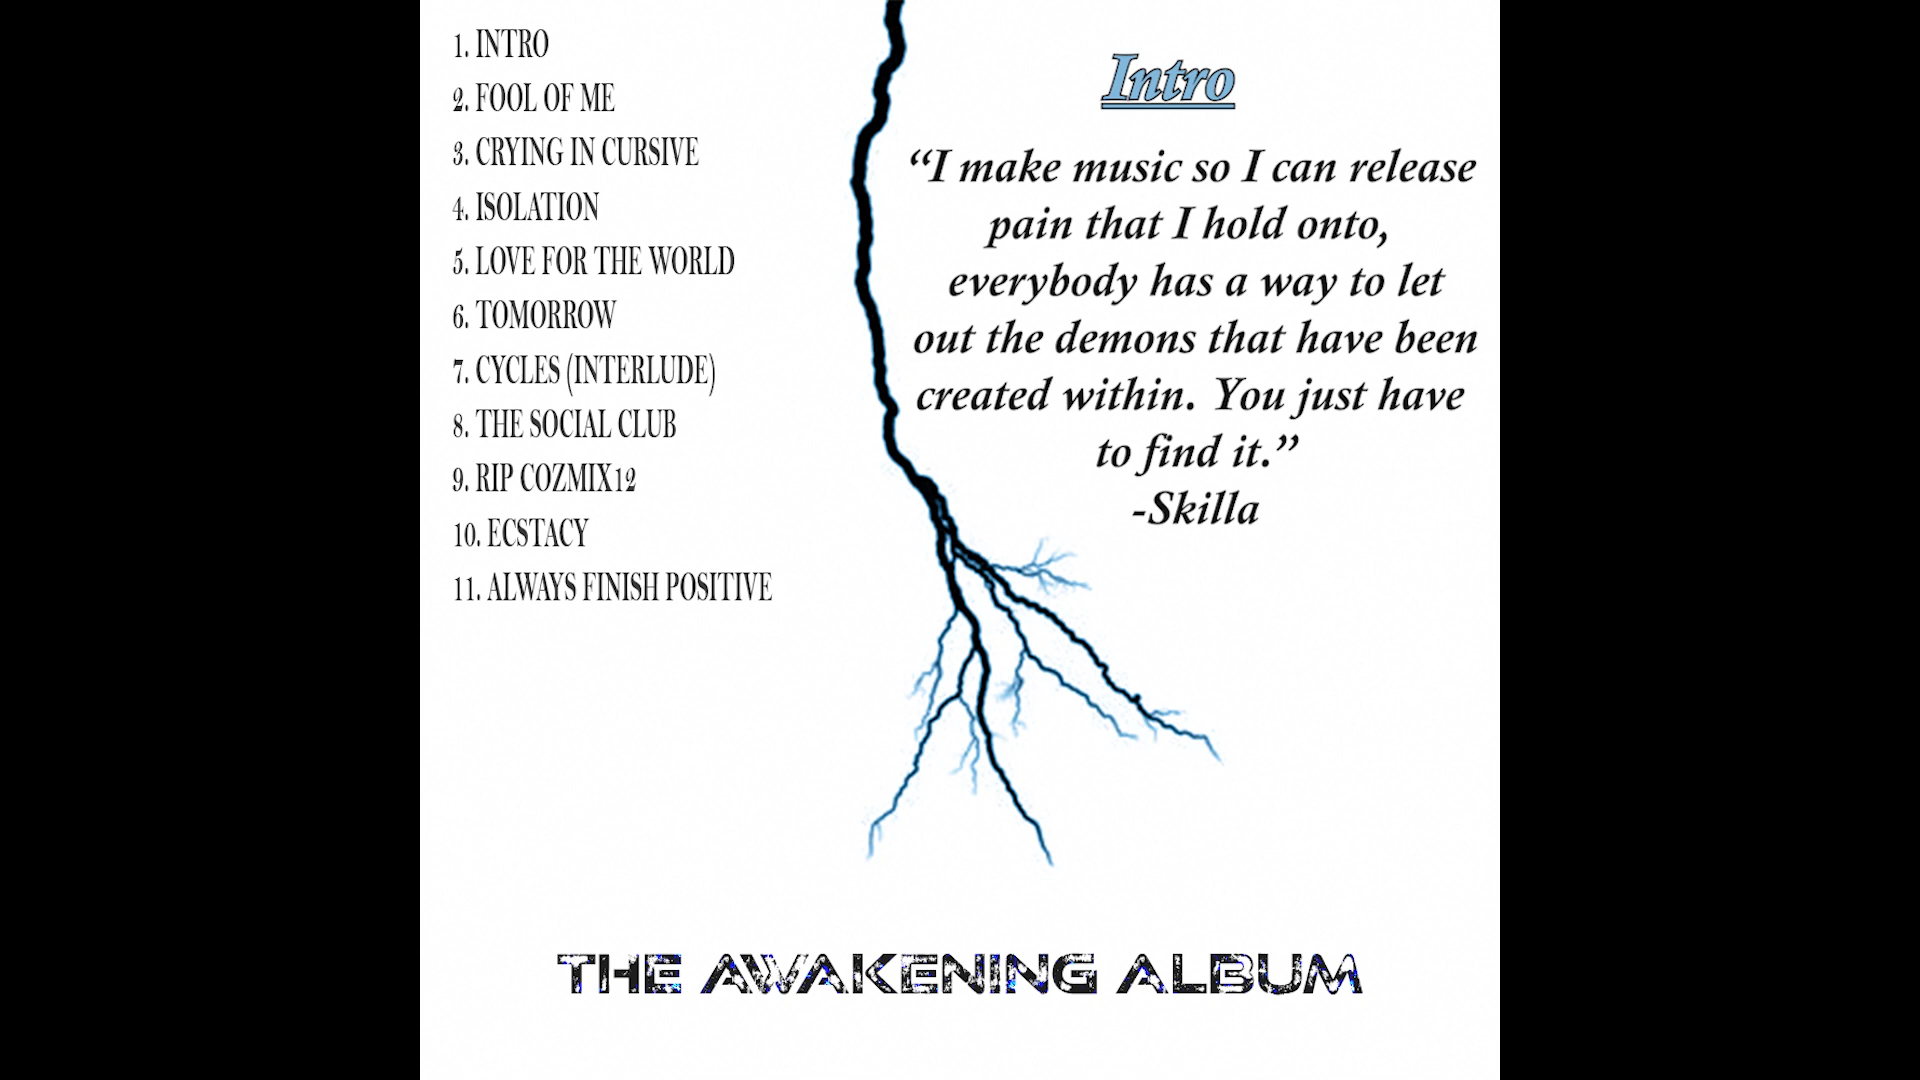 1. INTRO
2. FOOL OF ME
3. CRYING IN CURSIVE
4. ISOLATION
5. LOVE FOR THE WORLD
6. TOMORROW
7. CYCLES (INTERLUDE)
8. THE SOCIAL CLUB
9. RIP COZMIX12
10. ECSTACY
11. ALWAYS FINISH POSITIVE
Intro
“I make music so I can release
pain that I hold onto,
everybody has a way to let
out the demons that have been
created within. You just have
to find it.”
-Skilla
THE AWAKENING ALBUM